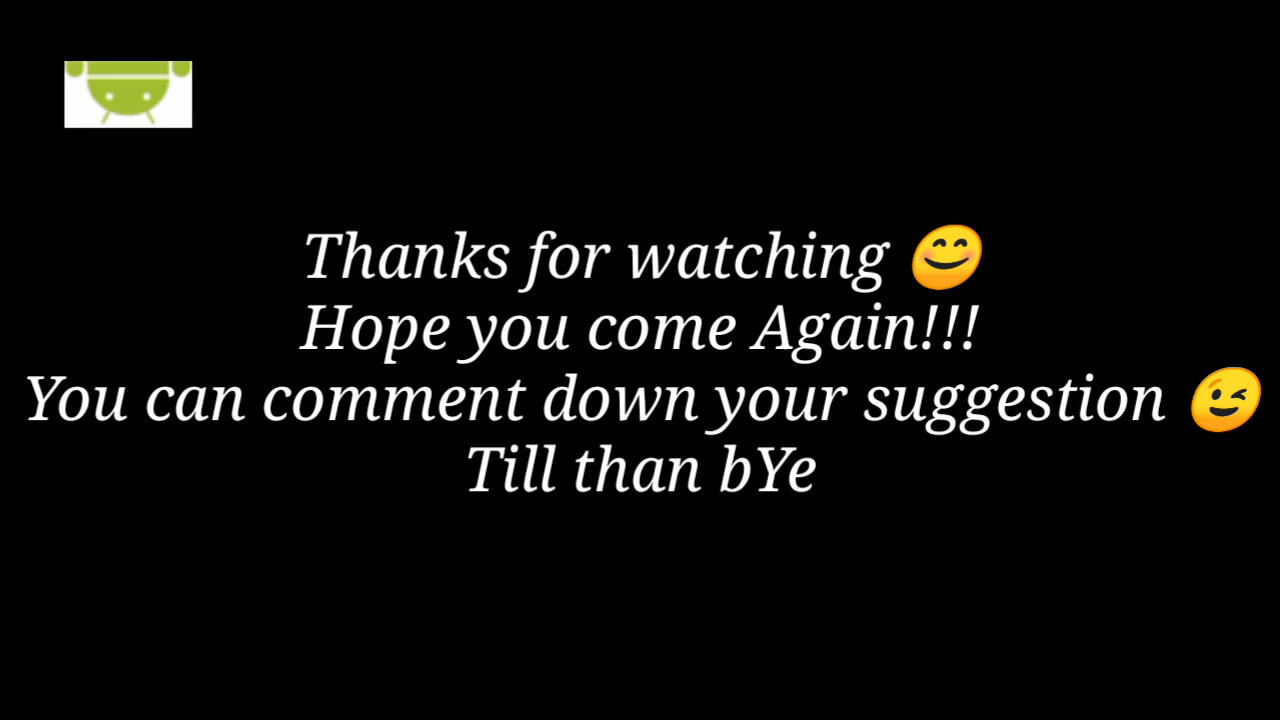 Thanks for watching 😊
Hope you come Again!!!
You can comment down your suggestion 😉
Till than bYe